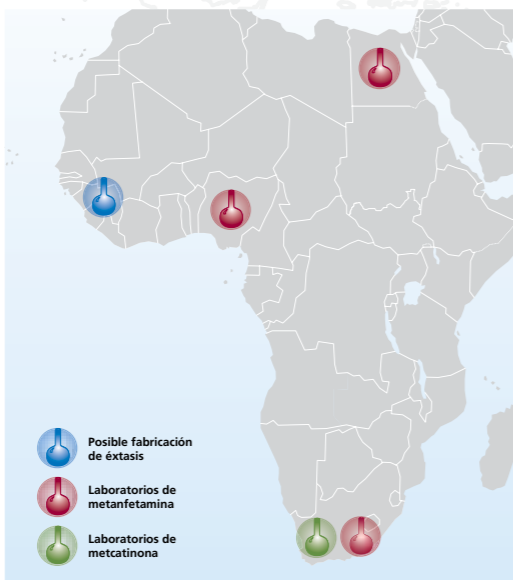 Posible fabricación
de éxtasis
Laboratorios de
metanfetamina
Laboratorios de
metcatinona